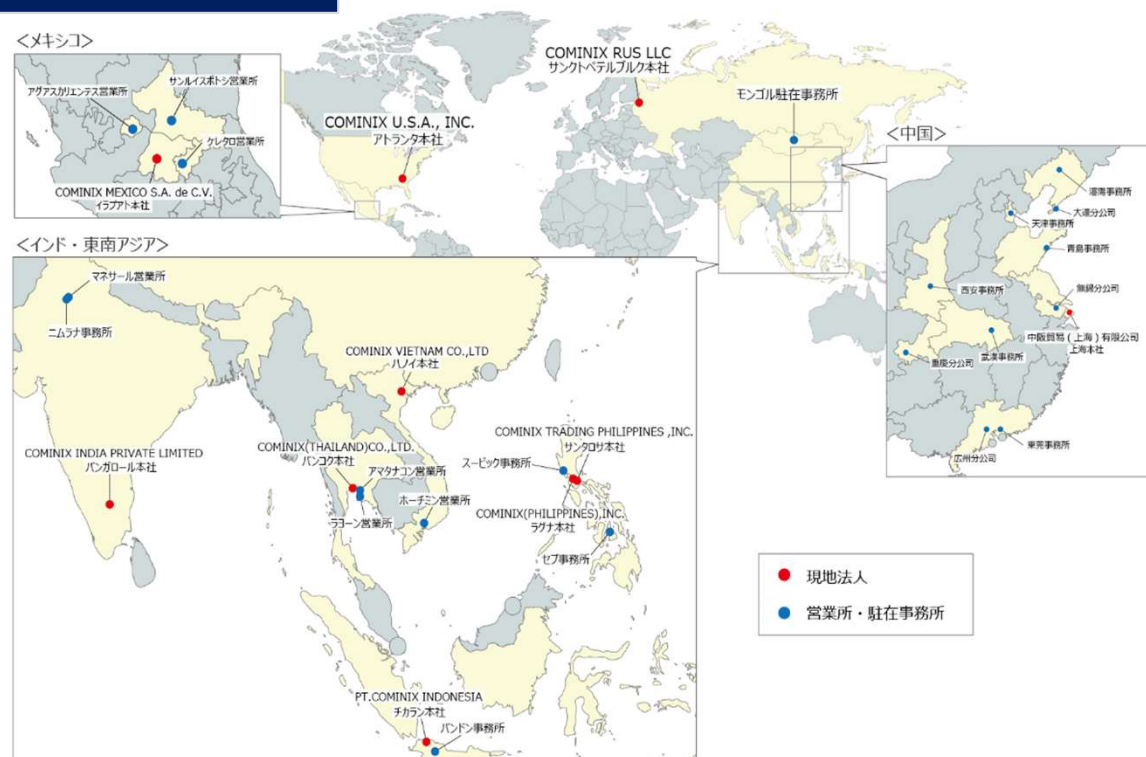 <メキシコ>
アグアスカリエンテス営業所
サンルイスポトシ営業所
ケレタロ営業所
COMINIX MEXICO S.A. de C.V.
イラプアト本社
COMINIX U.S.A., INC.
アトランタ本社
COMINIX RUS LLC
サンクトペテルブルク本社
モンゴル駐在事務所
<中国>
瀋陽事務所
大連分公司
天津事務所
青島事務所
西安事務所
無錫分公司
中阪貿易(上海)有限公司
上海本社
武漢事務所
重慶分公司
東莞事務所
広州分公司
<インド・東南アジア>
マネサール営業所
ニムラナ事務所
COMINIX INDIA PRIVATE LIMITED
バンガロール本社
COMINIX VIETNAM CO.,LTD
ハノイ本社
COMINIX(THAILAND)CO.,LTD.
バンコク本社
アマタナコン営業所
ラヨーン営業所
ホーチミン営業所
COMINIX TRADING PHILIPPINES ,INC.
サンタロサ本社
スービック事務所
COMINIX(PHILIPPINES),INC.
ラグナ本社
セブ事務所
PT.COMINIX INDONESIA
チカラン本社
バンドン事務所
現地法人
営業所・駐在事務所